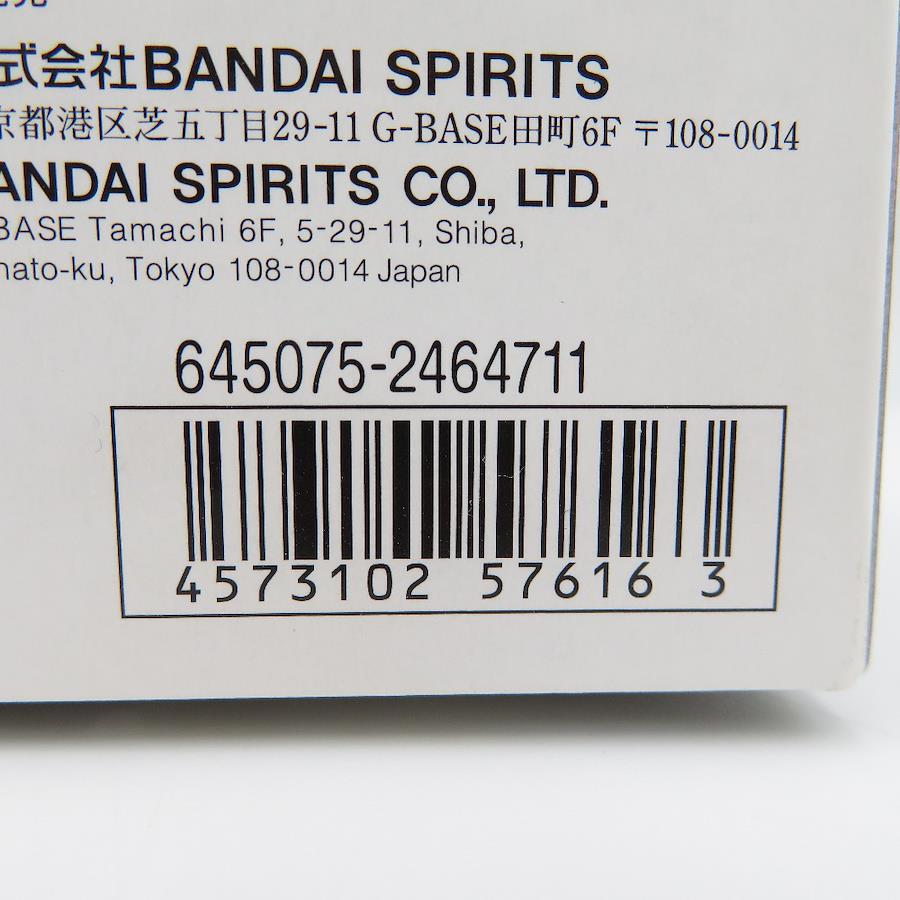 式会社BANDAI SPIRITS
京都港区芝五丁目29-11 G-BASE田町6F 〒108-0014
ANDAI SPIRITS CO., LTD.
BASE Tamachi 6F, 5-29-11, Shiba,
nato-ku, Tokyo 108-0014 Japan
645075-2464711
4573102 57616 3